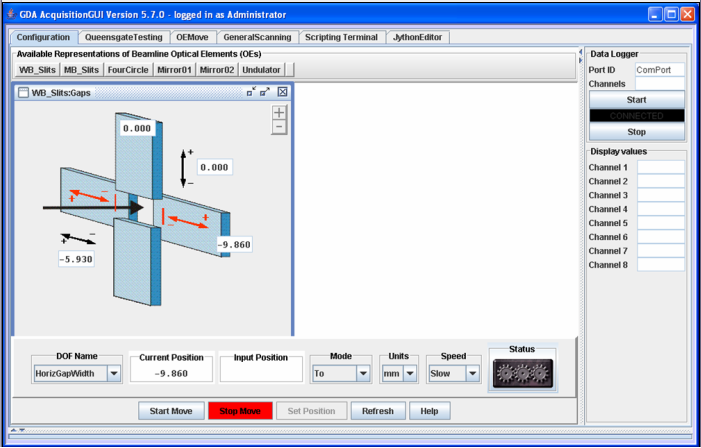 GDA AcquisitionGUI Version 5.7.0 - logged in as Administrator
Configuration QueensgateTesting OEMove GeneralScanning Scripting Terminal JythonEditor
Available Representations of Beamline Optical Elements (OEs)
WB_Slits MB_Slits FourCircle Mirror01 Mirror02 Undulator
WB_Slits:Gaps
+
−
0.000
+
0.000
−
−
+
+
−
-9.860
−
+
-5.930
DOF Name
HorizGapWidth
Current Position
-9.860
Input Position
Mode
To
Units
mm
Speed
Slow
Status
Start Move Stop Move Set Position Refresh Help
Data Logger
Port ID ComPort
Channels
Start
CONNECTED
Stop
Display values
Channel 1
Channel 2
Channel 3
Channel 4
Channel 5
Channel 6
Channel 7
Channel 8